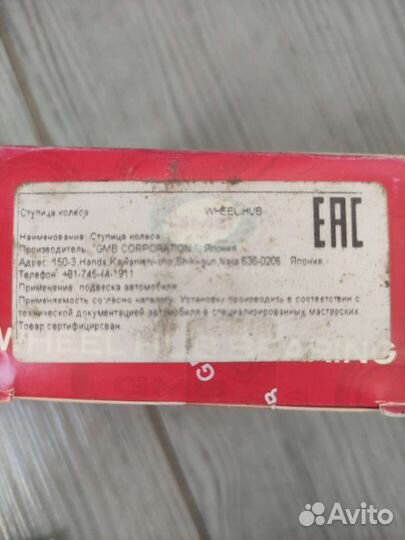 Ступица колеса WHEEL HUB
EAC
Наименование: Ступица колеса
Производитель: "GMB CORPORATION", Япония
Адрес: 150-3, Handa, Kawanishi-cho, Shiki-gun, Nara 636-0206 Япония.
Телефон: +81-745-44-1911
Применение: подвеска автомобиля
Применяемость согласно каталогу. Установку производить в соответствии с
технической документацией автомобиля в специализированных мастерских.
Товар сертифицирован.
WHEEL HUB BEARING
Avito